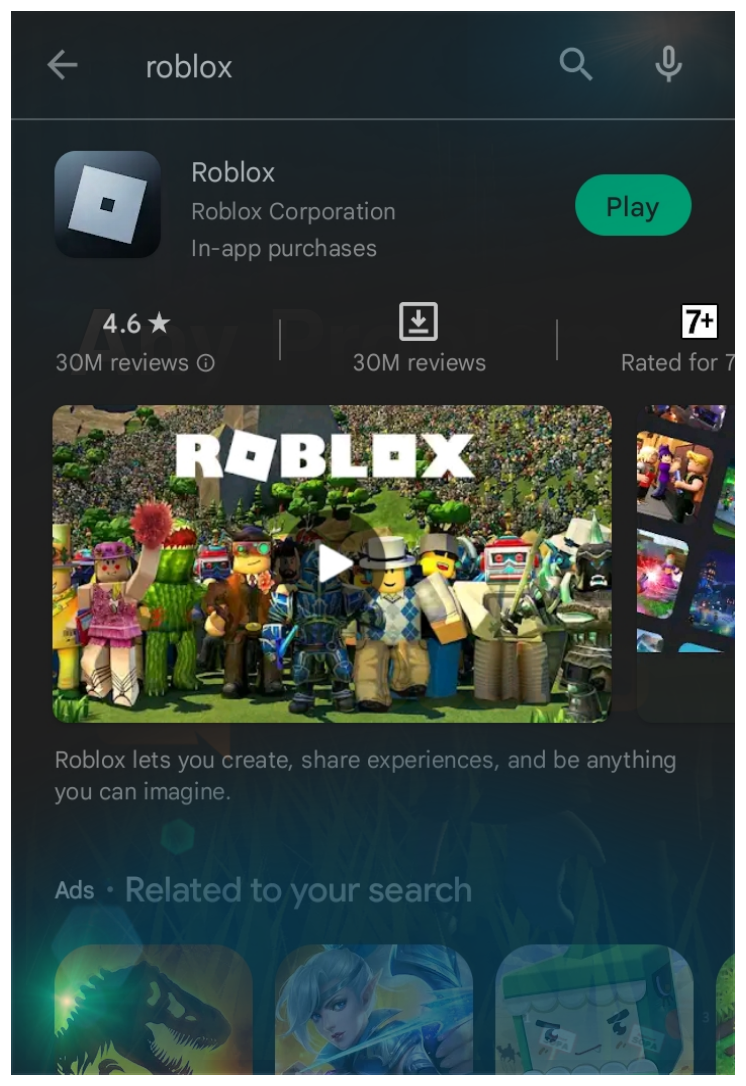 roblox
Roblox
Roblox Corporation
In-app purchases
Play
4.6 ★
30M reviews
30M reviews
7+
Rated for 7
ROBLOX
Roblox lets you create, share experiences, and be anything
you can imagine.
Ads · Related to your search